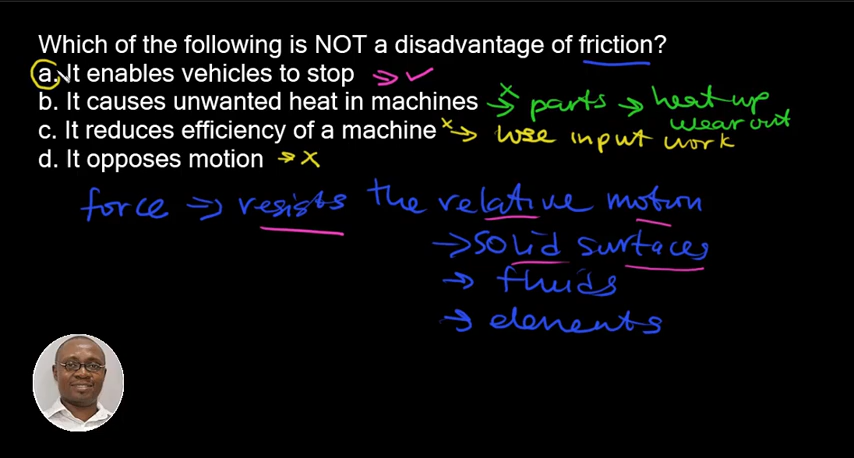 Which of the following is NOT a disadvantage of friction?
a. It enables vehicles to stop ⇒ ✓
b. It causes unwanted heat in machines x → parts → heat up
wear out
c. It reduces efficiency of a machine x → lose input work
d. It opposes motion → x
force ⇒ resists the relative motion
→ solid surfaces
→ fluids
→ elements